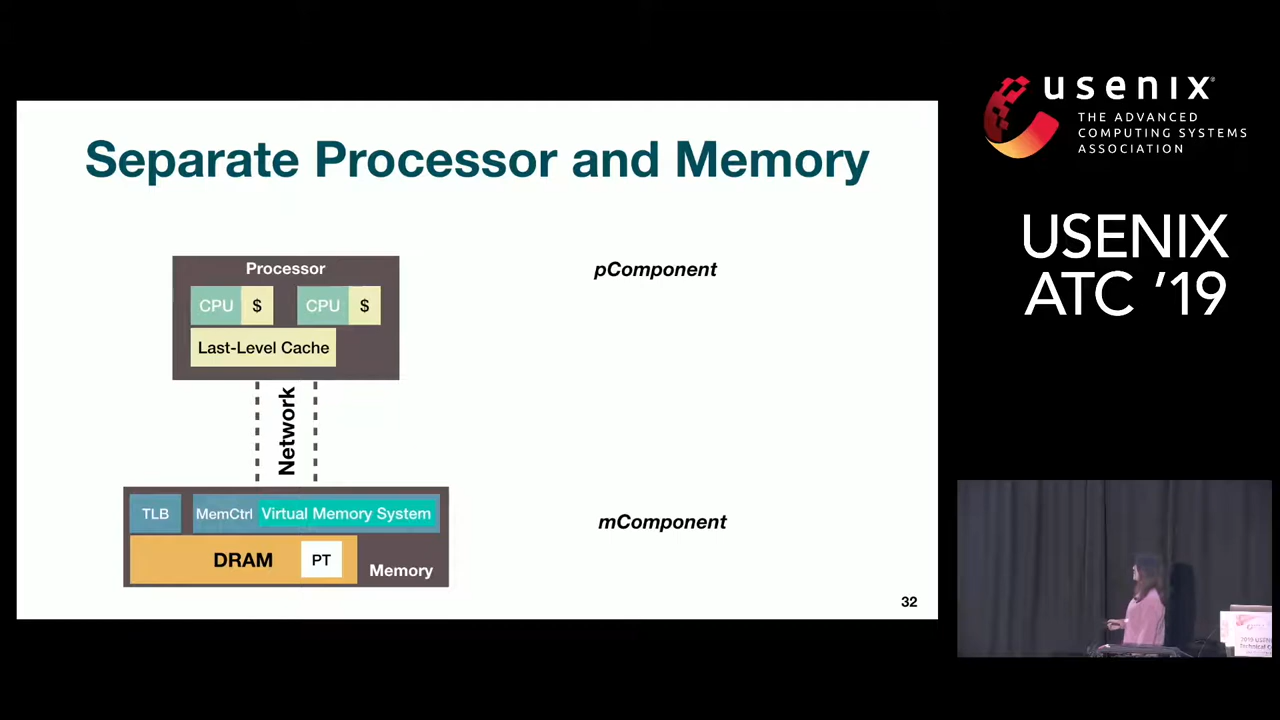 Separate Processor and Memory
Processor
CPU $ CPU $
Last-Level Cache
Network
TLB MemCtrl Virtual Memory System
DRAM PT Memory
pComponent
mComponent
32
usenix
THE ADVANCED
COMPUTING SYSTEMS
ASSOCIATION
USENIX
ATC '19